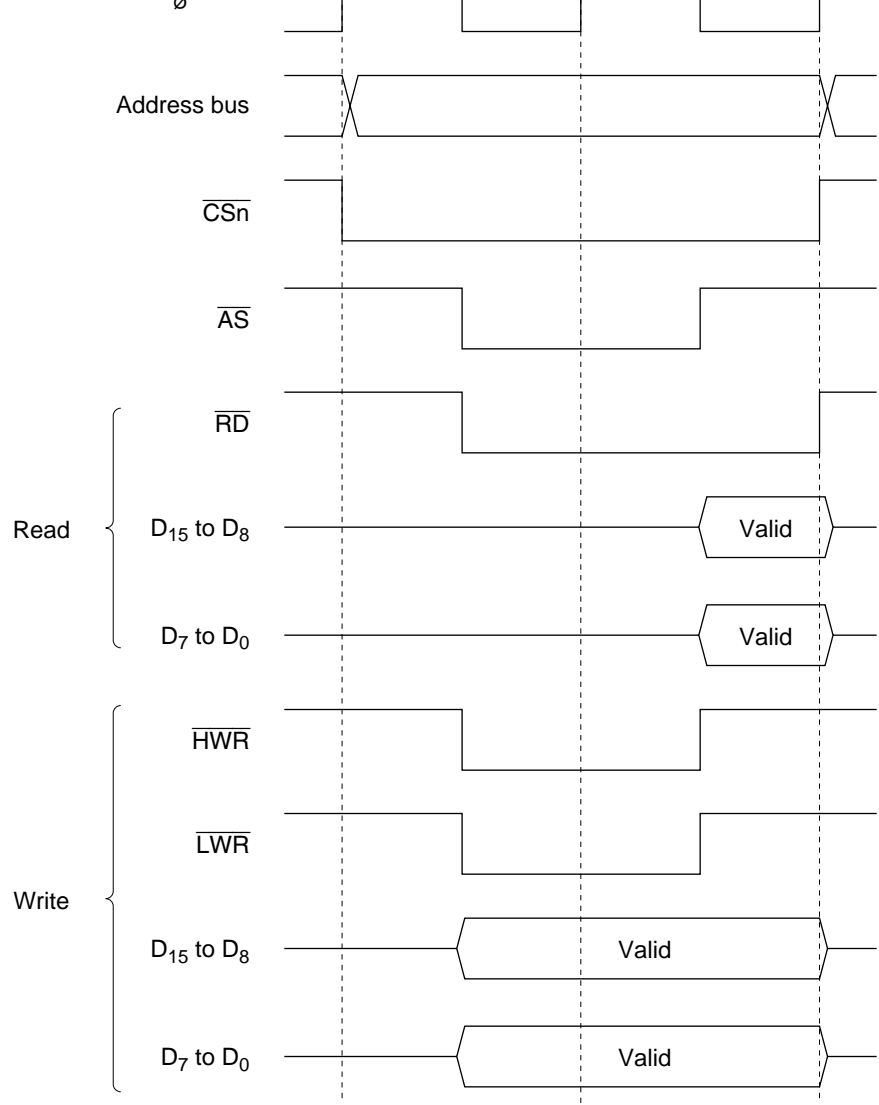 ø
Address bus
CSn
AS
RD
Read
D15 to D8
Valid
D7 to D0
Valid
HWR
LWR
Write
D15 to D8
Valid
D7 to D0
Valid